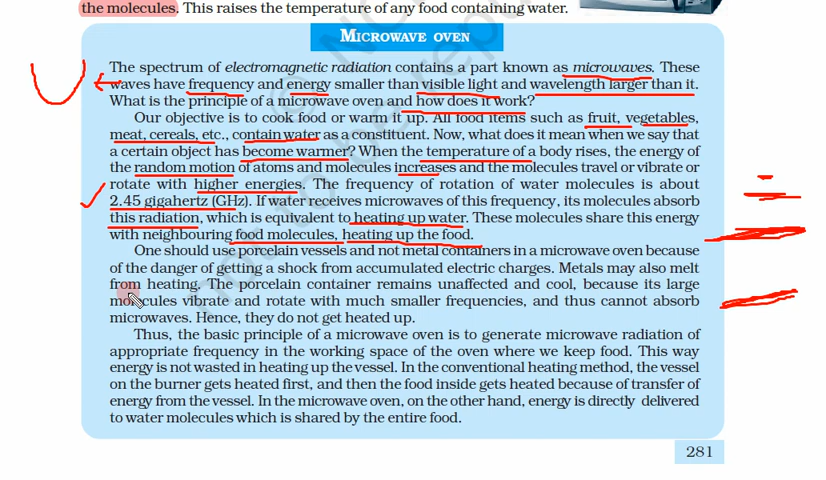 the molecules. This raises the temperature of any food containing water.
MICROWAVE OVEN
The spectrum of electromagnetic radiation contains a part known as microwaves. These
waves have frequency and energy smaller than visible light and wavelength larger than it.
What is the principle of a microwave oven and how does it work?
Our objective is to cook food or warm it up. All food items such as fruit, vegetables,
meat, cereals, etc., contain water as a constituent. Now, what does it mean when we say that
a certain object has become warmer? When the temperature of a body rises, the energy of
the random motion of atoms and molecules increases and the molecules travel or vibrate or
rotate with higher energies. The frequency of rotation of water molecules is about
2.45 gigahertz (GHz). If water receives microwaves of this frequency, its molecules absorb
this radiation, which is equivalent to heating up water. These molecules share this energy
with neighbouring food molecules, heating up the food.
One should use porcelain vessels and not metal containers in a microwave oven because
of the danger of getting a shock from accumulated electric charges. Metals may also melt
from heating. The porcelain container remains unaffected and cool, because its large
molecules vibrate and rotate with much smaller frequencies, and thus cannot absorb
microwaves. Hence, they do not get heated up.
Thus, the basic principle of a microwave oven is to generate microwave radiation of
appropriate frequency in the working space of the oven where we keep food. This way
energy is not wasted in heating up the vessel. In the conventional heating method, the vessel
on the burner gets heated first, and then the food inside gets heated because of transfer of
energy from the vessel. In the microwave oven, on the other hand, energy is directly delivered
to water molecules which is shared by the entire food.
281